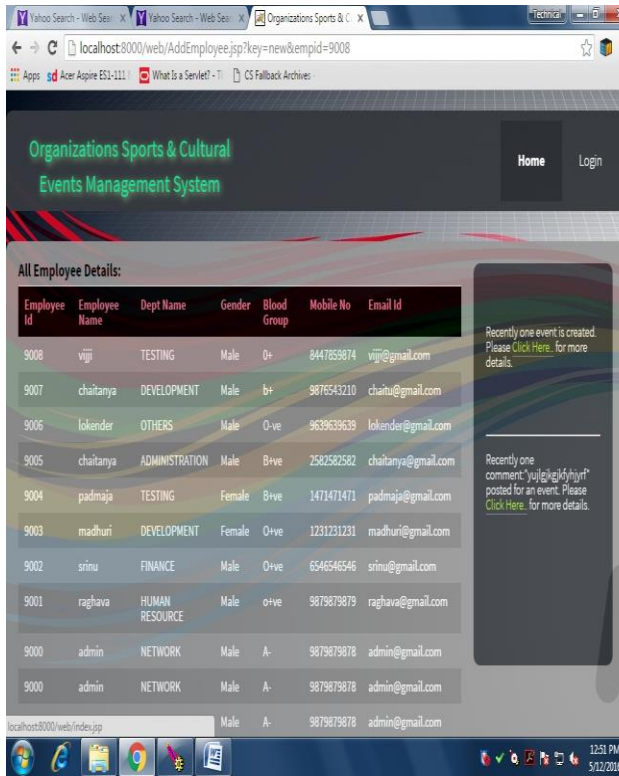 Yahoo Search - Web Sea
Yahoo Search - Web Sea
Organizations Sports & C
Technical
localhost:8000/web/AddEmployee.jsp?key=new&empid=9008
Apps
Acer Aspire ES1-111
What Is a Servlet? - T
CS Fallback Archives
Organizations Sports & Cultural
Events Management System
Home
Login
All Employee Details:
Employee Id Employee Name Dept Name Gender Blood Group Mobile No Email Id
9008 vijji TESTING Male 0+ 8447859874 vijji@gmail.com
9007 chaitanya DEVELOPMENT Male b+ 9876543210 chaitu@gmail.com
9006 lokender OTHERS Male O-ve 9639639639 lokender@gmail.com
9005 chaitanya ADMINISTRATION Male B+ve 2582582582 chaitanya@gmail.com
9004 padmaja TESTING Female B+ve 1471471471 padmaja@gmail.com
9003 madhuri DEVELOPMENT Female O+ve 1231231231 madhuri@gmail.com
9002 srinu FINANCE Male O+ve 6546546546 srinu@gmail.com
9001 raghava HUMAN RESOURCE Male o+ve 9879879879 raghava@gmail.com
9000 admin NETWORK Male A- 9879879878 admin@gmail.com
9000 admin NETWORK Male A- 9879879878 admin@gmail.com
Male A- 9879879878 admin@gmail.com
Recently one event is created.
Please Click Here.. for more
details.
Recently one
comment:"yujlgjkgjkfyhjyrf"
posted for an event. Please
Click Here.. for more details.
localhost:8000/web/index.jsp
12:51 PM
5/12/2016